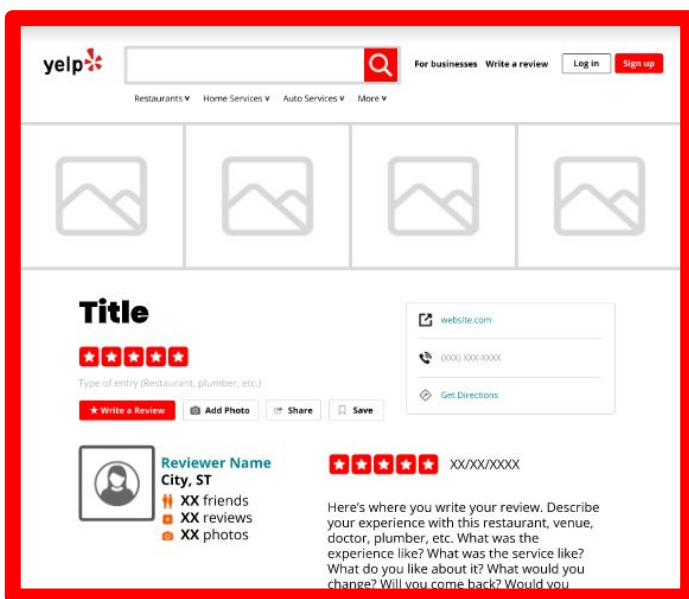 yelp
For businesses Write a review Log in Sign up
Restaurants Home Services Auto Services More
Title
website.com
(XXX) XXX-XXXX
Get Directions
Type of entry (Restaurant, plumber, etc.)
Write a Review Add Photo Share Save
Reviewer Name
City, ST
XX friends
XX reviews
XX photos
XX/XX/XXXX
Here's where you write your review. Describe
your experience with this restaurant, venue,
doctor, plumber, etc. What was the
experience like? What was the service like?
What do you like about it? What would you
change? Will you come back? Would you